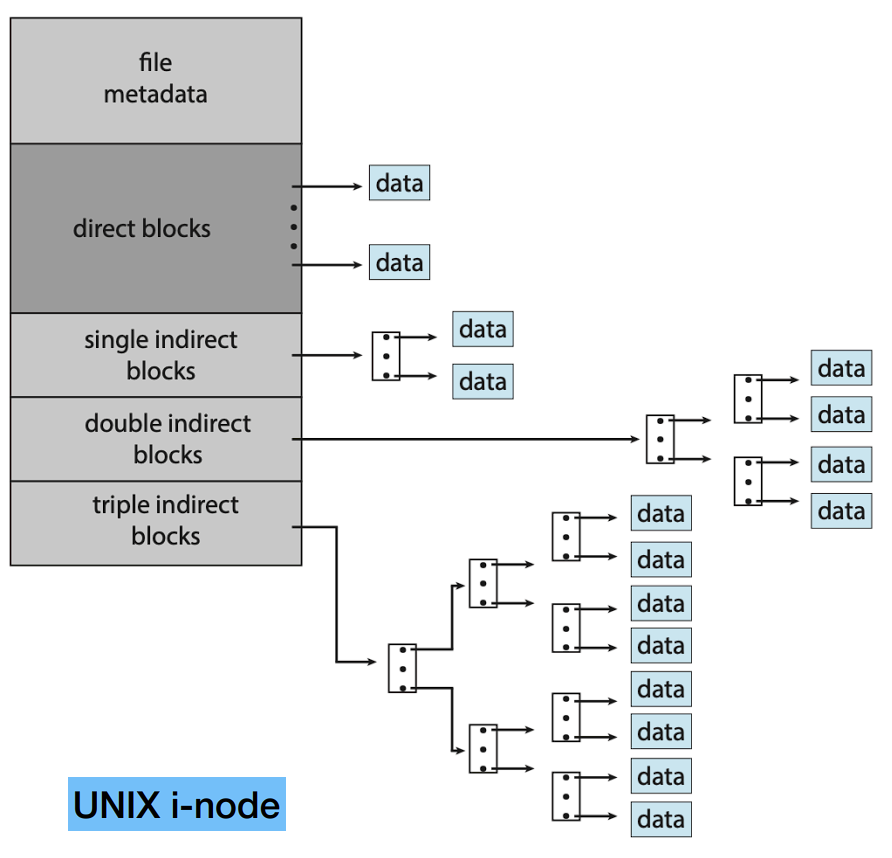 file
metadata
direct blocks
data
data
single indirect
blocks
data
data
double indirect
blocks
data
data
data
data
triple indirect
blocks
data
data
data
data
data
data
data
data
UNIX i-node